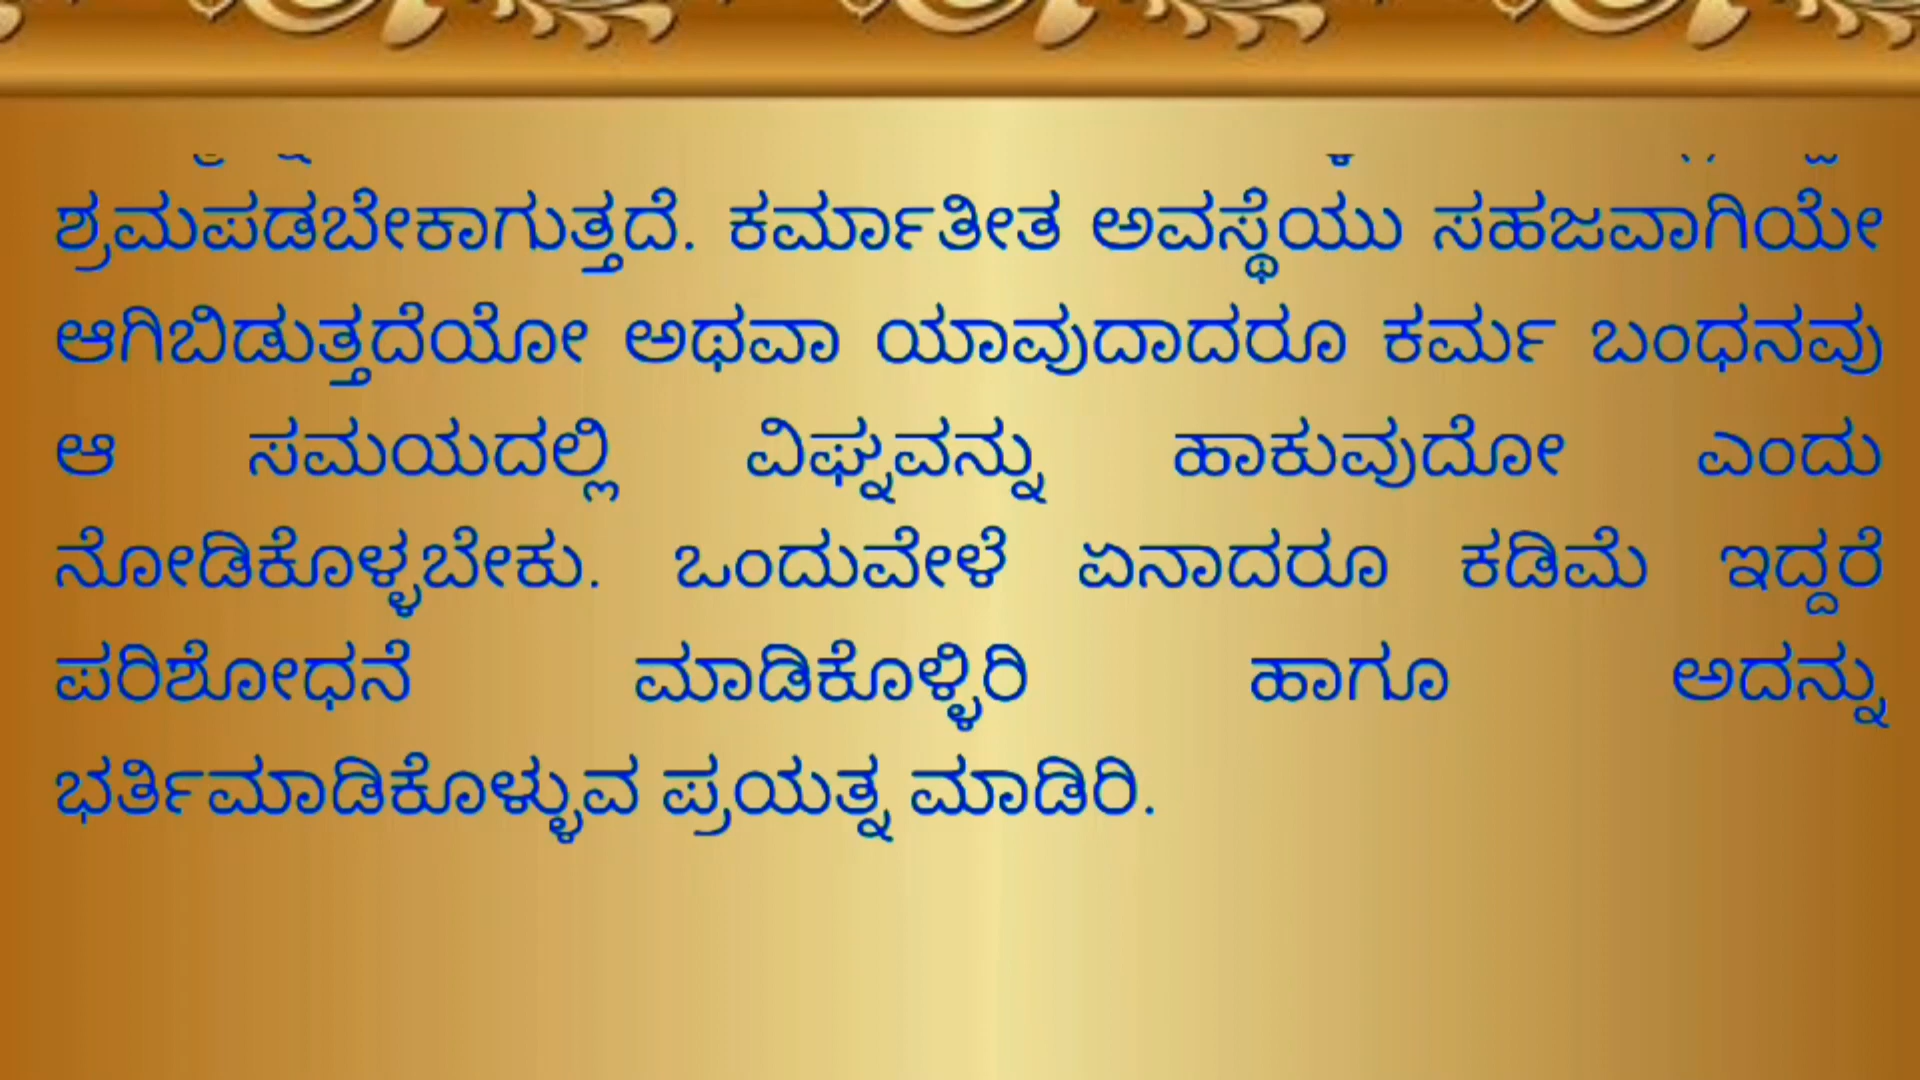 ಶ್ರಮಪಡಬೇಕಾಗುತ್ತದೆ. ಕರ್ಮಾತೀತ ಅವಸ್ಥೆಯು ಸಹಜವಾಗಿಯೇ
ಆಗಿಬಿಡುತ್ತದೆಯೋ ಅಥವಾ ಯಾವುದಾದರೂ ಕರ್ಮ ಬಂಧನವು
ಆ ಸಮಯದಲ್ಲಿ ವಿಘ್ನವನ್ನು ಹಾಕುವುದೋ ಎಂದು
ನೋಡಿಕೊಳ್ಳಬೇಕು. ಒಂದುವೇಳೆ ಏನಾದರೂ ಕಡಿಮೆ ಇದ್ದರೆ
ಪರಿಶೋಧನೆ ಮಾಡಿಕೊಳ್ಳಿರಿ ಹಾಗೂ ಅದನ್ನು
ಭರ್ತಿಮಾಡಿಕೊಳ್ಳುವ ಪ್ರಯತ್ನ ಮಾಡಿರಿ.